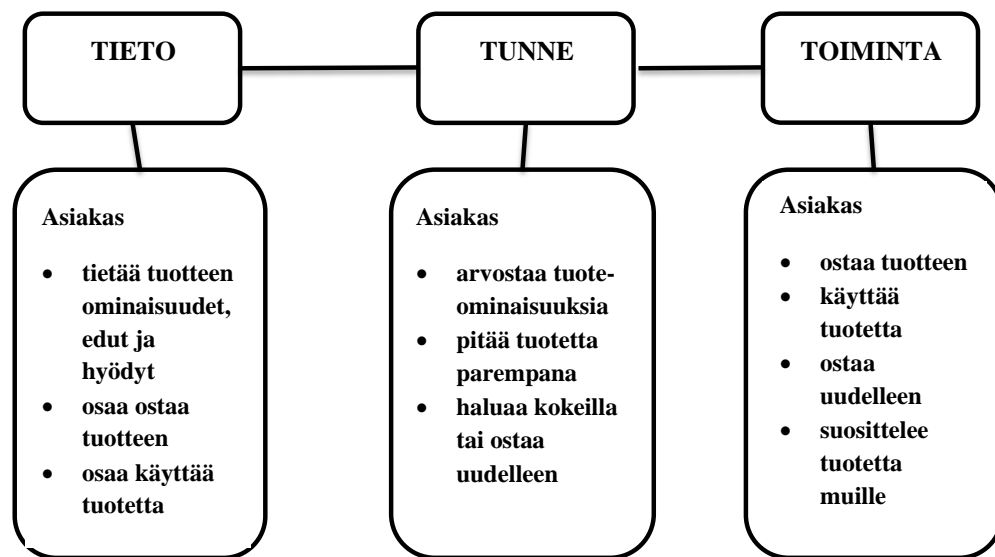 TIETO
TUNNE
TOIMINTA
Asiakas
• tietää tuotteen
ominaisuudet,
edut ja
hyödyt
• osaa ostaa
tuotteen
• osaa käyttää
tuotetta
Asiakas
• arvostaa tuote-
ominaisuuksia
• pitää tuotetta
parempana
• haluaa kokeilla
tai ostaa
uudelleen
Asiakas
• ostaa tuotteen
• käyttää
tuotetta
• ostaa
uudelleen
• suosittelee
tuotetta
muille